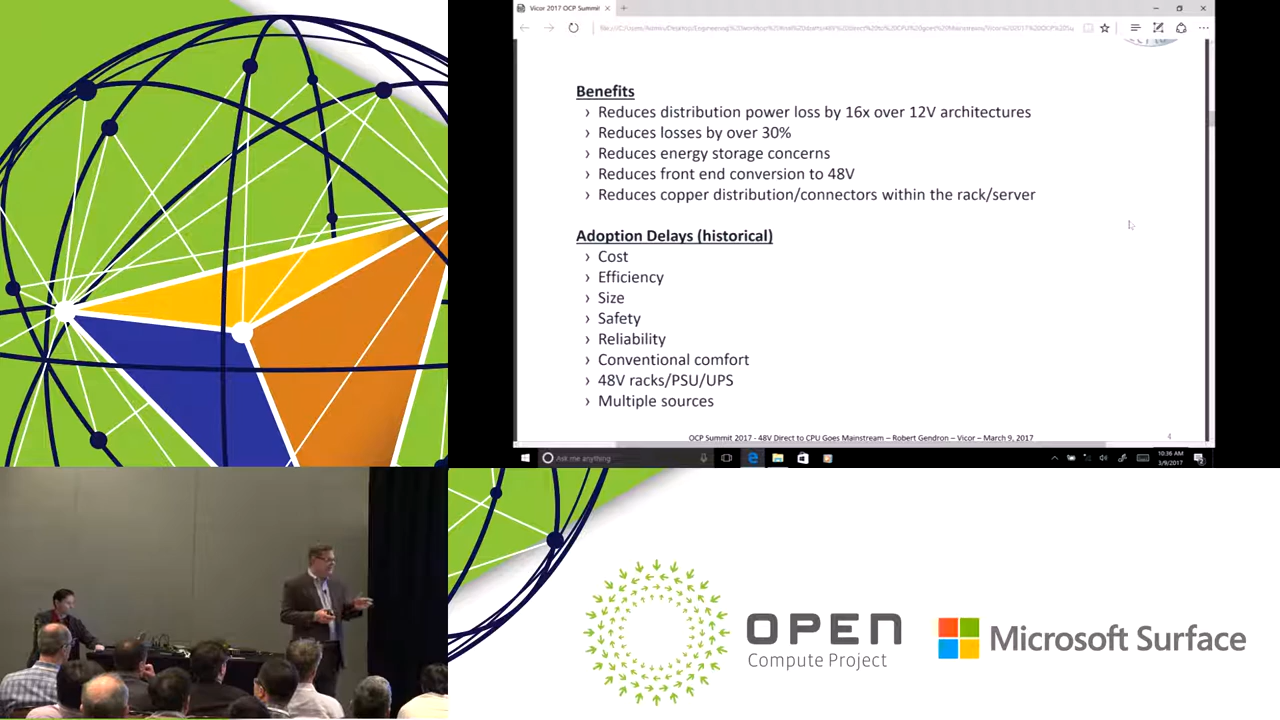 Vicor 2017 OCP Summit
Benefits
› Reduces distribution power loss by 16x over 12V architectures
› Reduces losses by over 30%
› Reduces energy storage concerns
› Reduces front end conversion to 48V
› Reduces copper distribution/connectors within the rack/server
Adoption Delays (historical)
› Cost
› Efficiency
› Size
› Safety
› Reliability
› Conventional comfort
› 48V racks/PSU/UPS
› Multiple sources
OCP Summit 2017 - 48V Direct to CPU Goes Mainstream – Robert Gendron – Vicor – March 9, 2017
4
Ask me anything
10:36 AM
3/9/2017
OPEN
Compute Project
Microsoft Surface